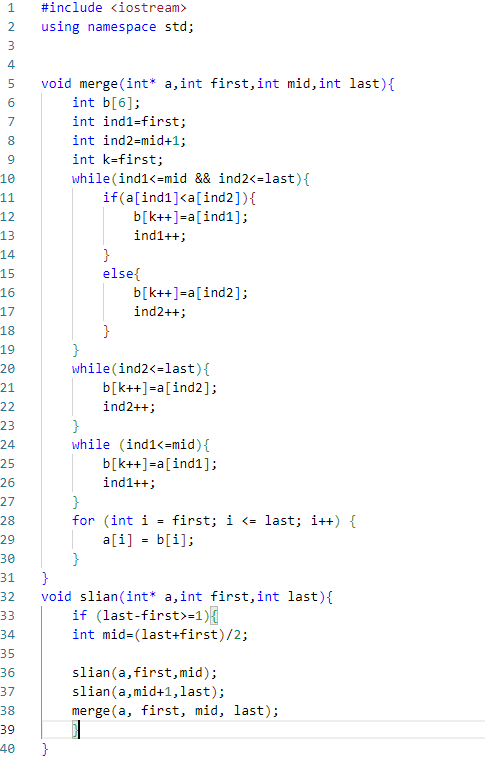 1 #include <iostream>
2 using namespace std;
3
4
5 void merge(int* a,int first,int mid,int last){
6     int b[6];
7     int ind1=first;
8     int ind2=mid+1;
9     int k=first;
10     while(ind1<=mid && ind2<=last){
11         if(a[ind1]<a[ind2]){
12             b[k++]=a[ind1];
13             ind1++;
14         }
15         else{
16             b[k++]=a[ind2];
17             ind2++;
18         }
19     }
20     while(ind2<=last){
21         b[k++]=a[ind2];
22         ind2++;
23     }
24     while (ind1<=mid){
25         b[k++]=a[ind1];
26         ind1++;
27     }
28     for (int i = first; i <= last; i++) {
29         a[i] = b[i];
30     }
31 }
32 void slian(int* a,int first,int last){
33     if (last-first>=1){
34     int mid=(last+first)/2;
35
36     slian(a,first,mid);
37     slian(a,mid+1,last);
38     merge(a, first, mid, last);
39     }
40 }